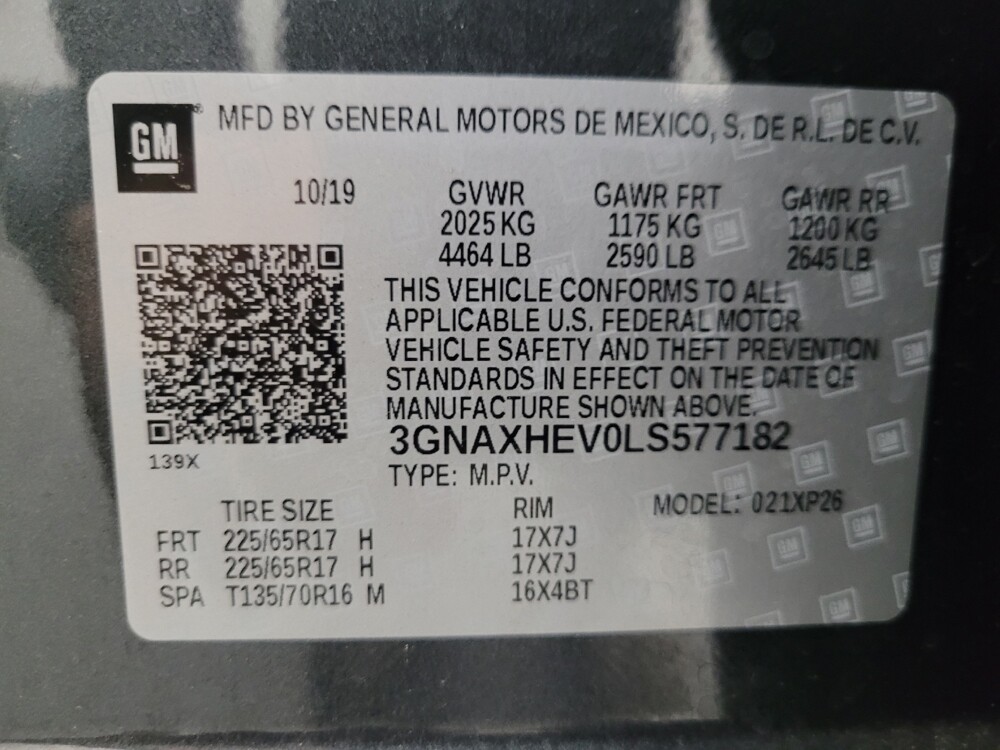 GM® MFD BY GENERAL MOTORS DE MEXICO, S. DE R.L. DE C.V.
10/19 GVWR GAWR FRT GAWR RR
2025 KG 1175 KG 1200 KG
4464 LB 2590 LB 2645 LB
THIS VEHICLE CONFORMS TO ALL
APPLICABLE U.S. FEDERAL MOTOR
VEHICLE SAFETY AND THEFT PREVENTION
STANDARDS IN EFFECT ON THE DATE OF
MANUFACTURE SHOWN ABOVE.
3GNAXHEV0LS577182
139X
TYPE: M.P.V.
TIRE SIZE RIM MODEL: 021XP26
FRT 225/65R17 H 17X7J
RR 225/65R17 H 17X7J
SPA T135/70R16 M 16X4BT